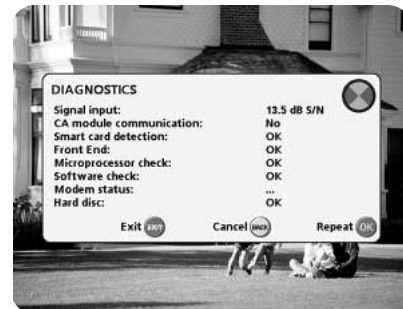 DIAGNOSTICS
Signal input: 13.5 dB S/N
CA module communication: No
Smart card detection: OK
Front End: OK
Microprocessor check: OK
Software check: OK
Modem status: ...
Hard disc: OK
Exit EXIT Cancel BACK Repeat OK